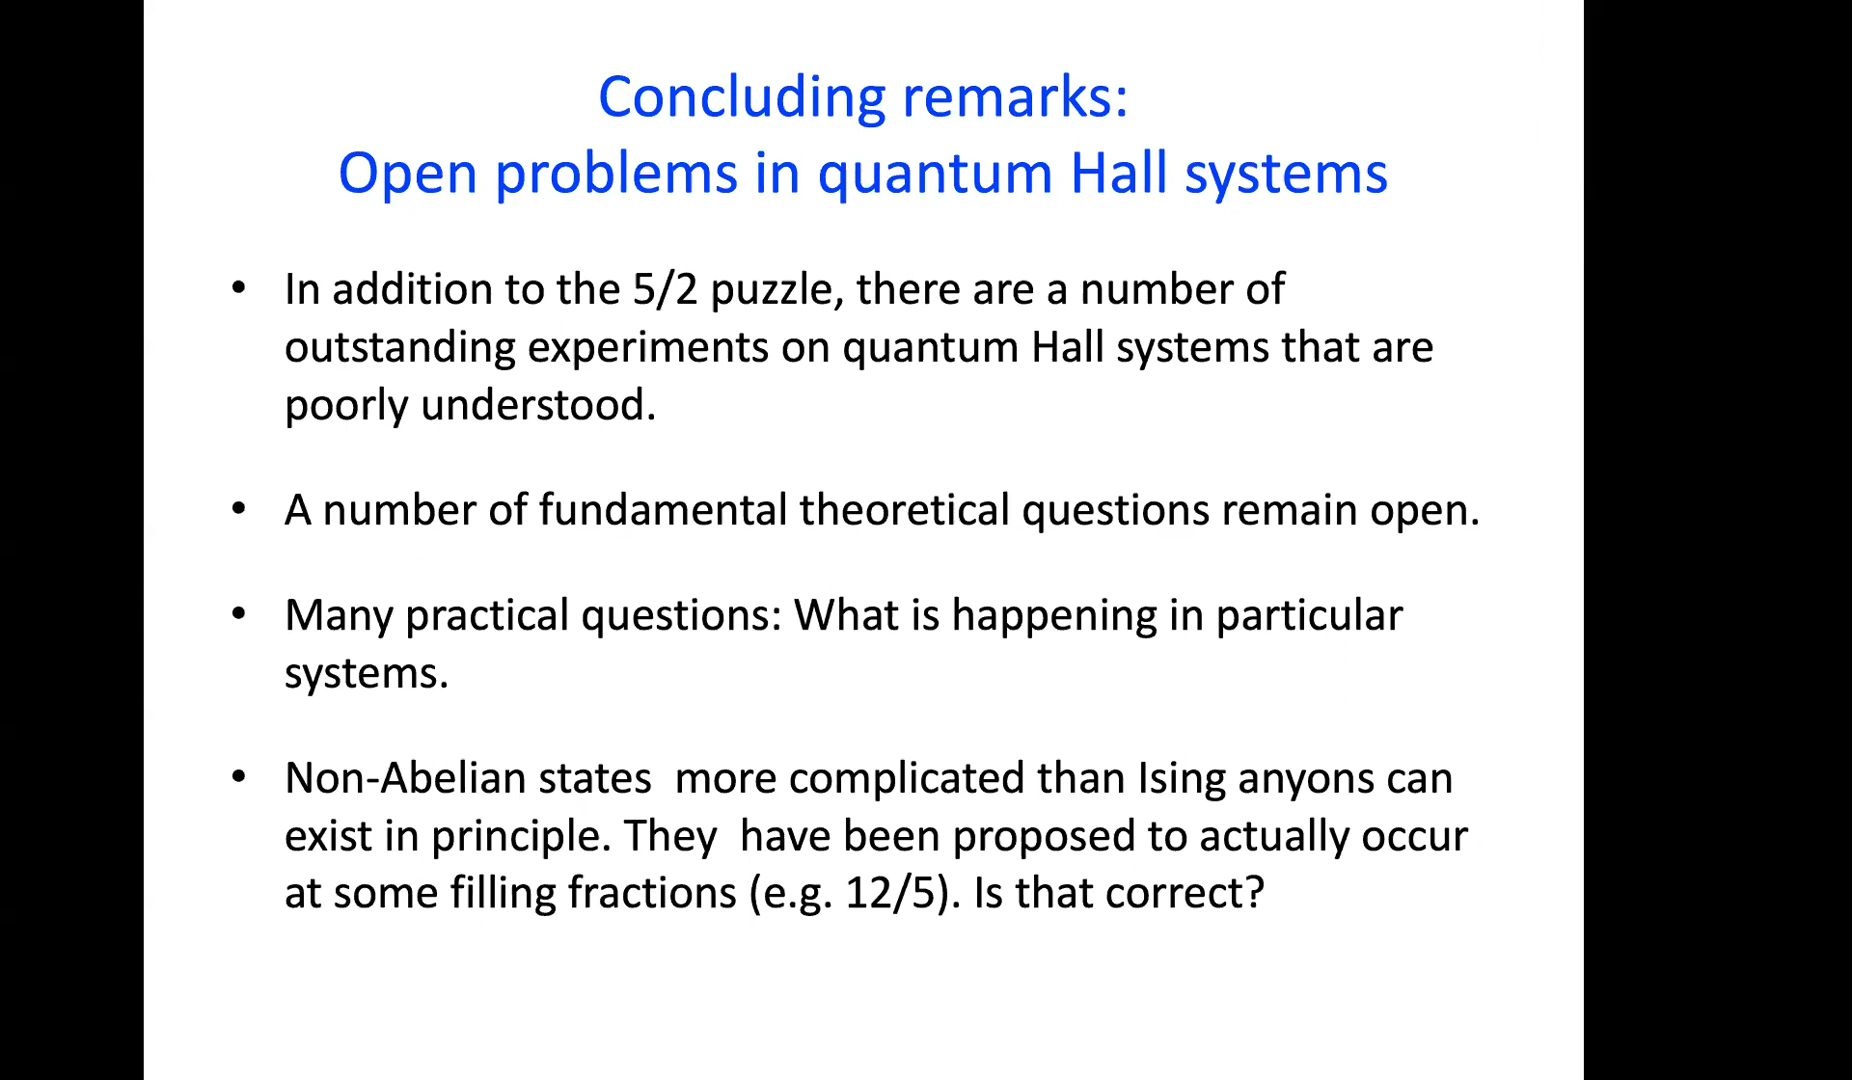 Concluding remarks:
Open problems in quantum Hall systems
• In addition to the 5/2 puzzle, there are a number of
outstanding experiments on quantum Hall systems that are
poorly understood.
• A number of fundamental theoretical questions remain open.
• Many practical questions: What is happening in particular
systems.
• Non-Abelian states  more complicated than Ising anyons can
exist in principle. They  have been proposed to actually occur
at some filling fractions (e.g. 12/5). Is that correct?